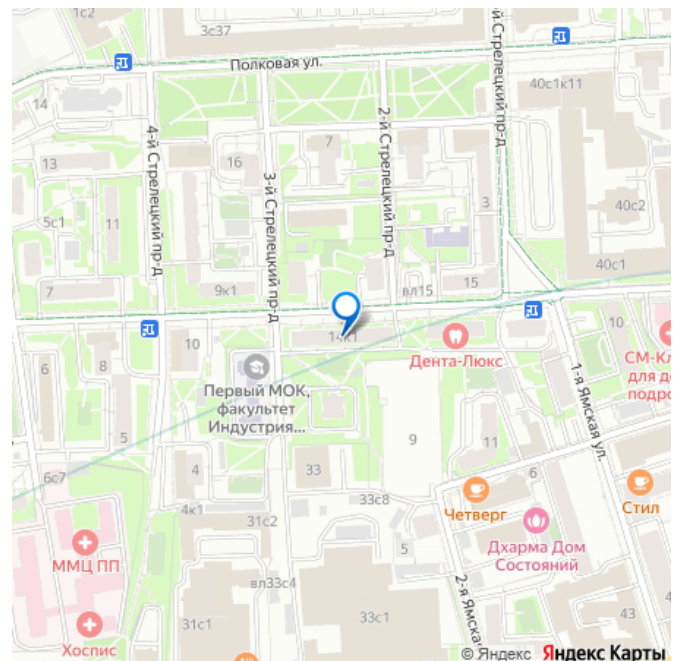 1с2
3с37
Полковая ул.
й Стрелецкий пр-д
40с1к11
14
4-й Стрелецкий пр-д
3-й Стрелецкий пр-д
2-й Стрелецкий пр-д
7
13
16
3
5с1
11
40с2
40с1
7
9к1
вл15
15
10
14к1
10
6
8
Дента-Люкс
СМ-Кл
для де
подро
Первый МОК,
факультет
Индустрия...
1-я Ямская ул.
5
9
11
4
33
6
6с7
33с8
4к1
31с2
Четверг
Стил
ММЦ ПП
5
Дхарма Дом
Состояний
вл33с4
2-я Ямская
31с1
33с1
43
Хоспис
© Яндекс Яндекс Карты